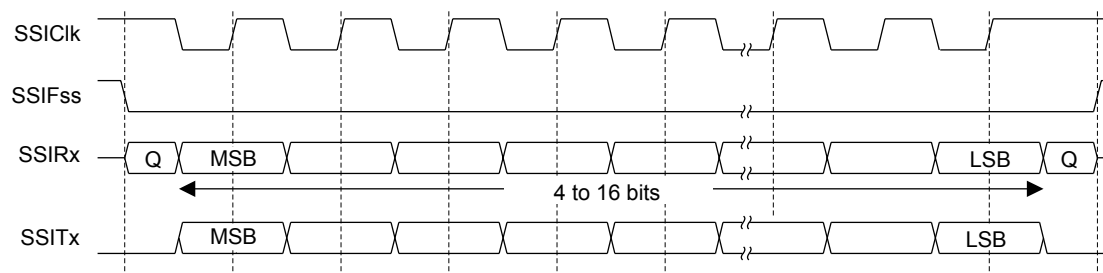 SSIClk
SSIFss
SSIRx Q MSB LSB Q
4 to 16 bits
SSITx MSB LSB